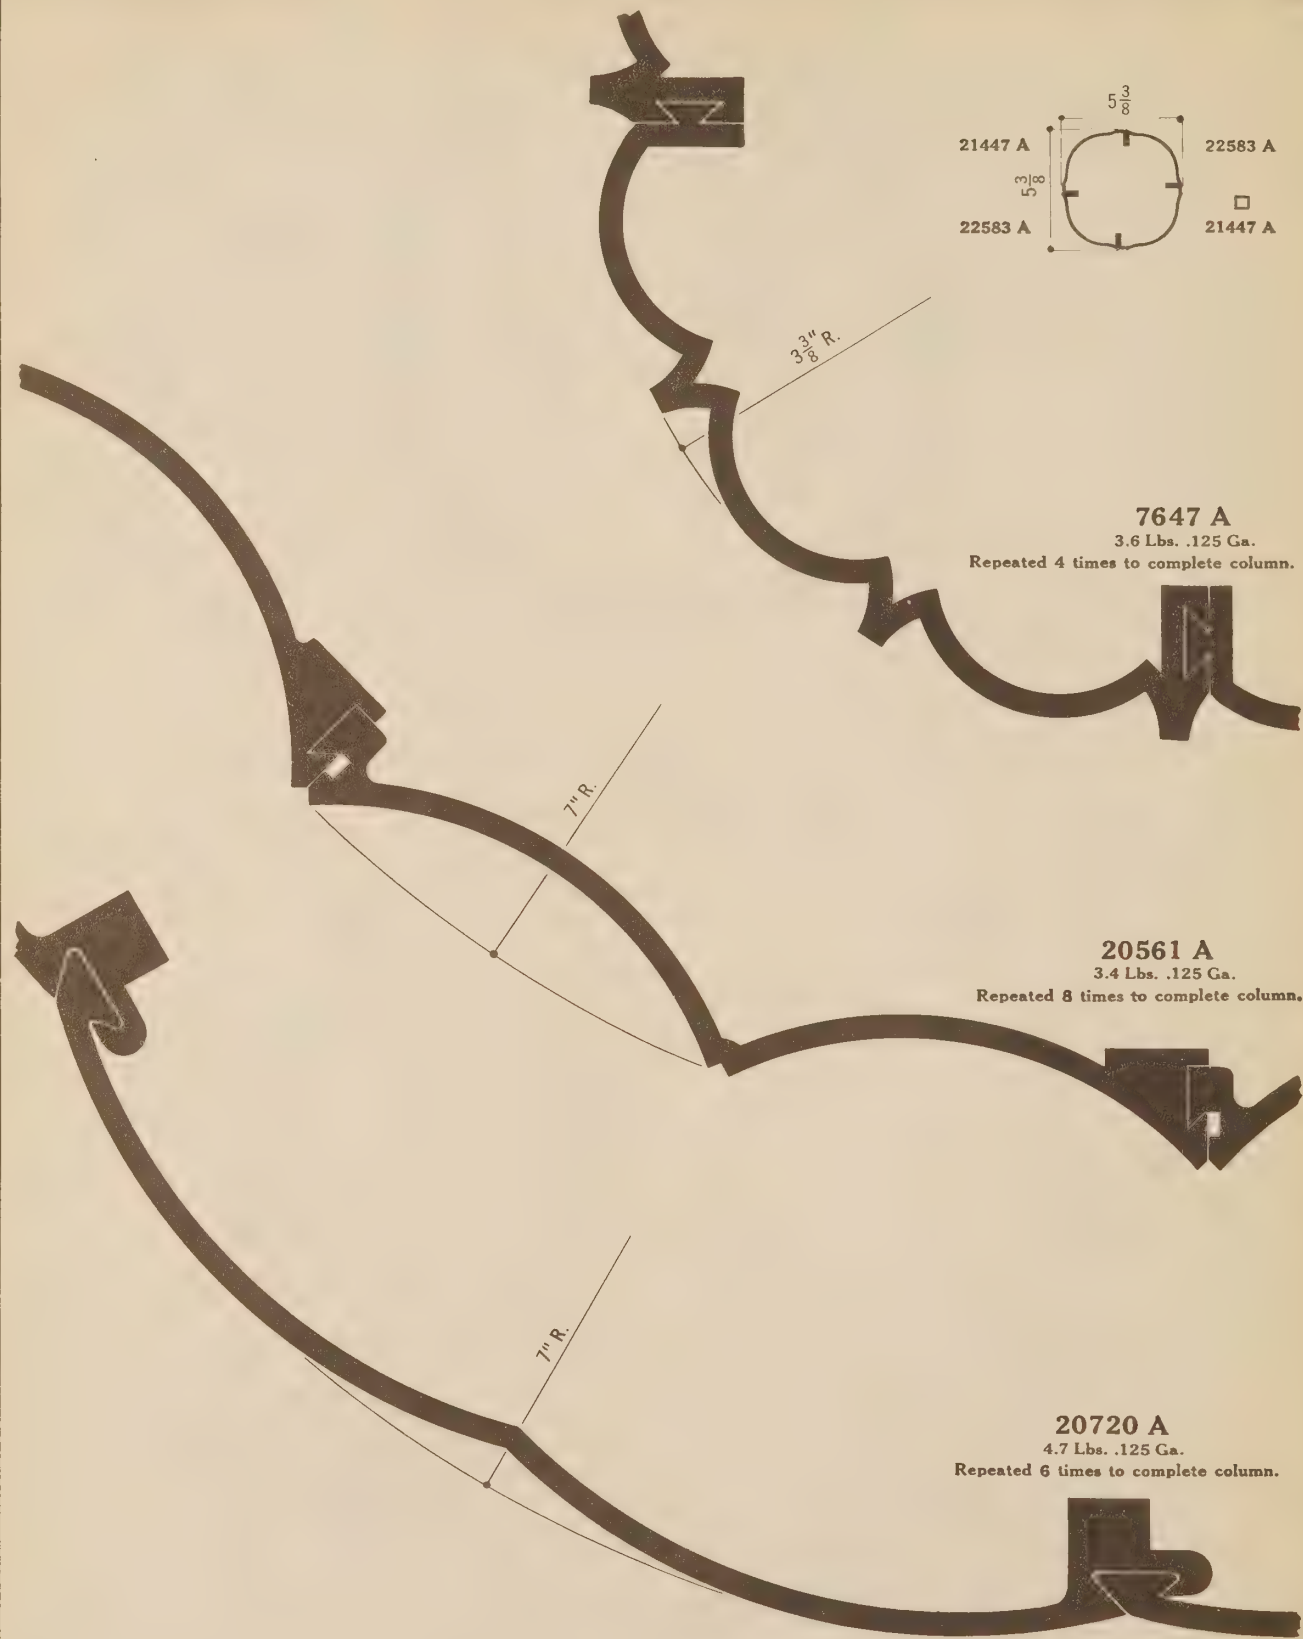 5 3/8
21447 A
22583 A
5 3/8
22583 A
21447 A
3 3/8" R.
7647 A
3.6 Lbs. .125 Ga.
Repeated 4 times to complete column.
7" R.
20561 A
3.4 Lbs. .125 Ga.
Repeated 8 times to complete column.
7" R.
20720 A
4.7 Lbs. .125 Ga.
Repeated 6 times to complete column.